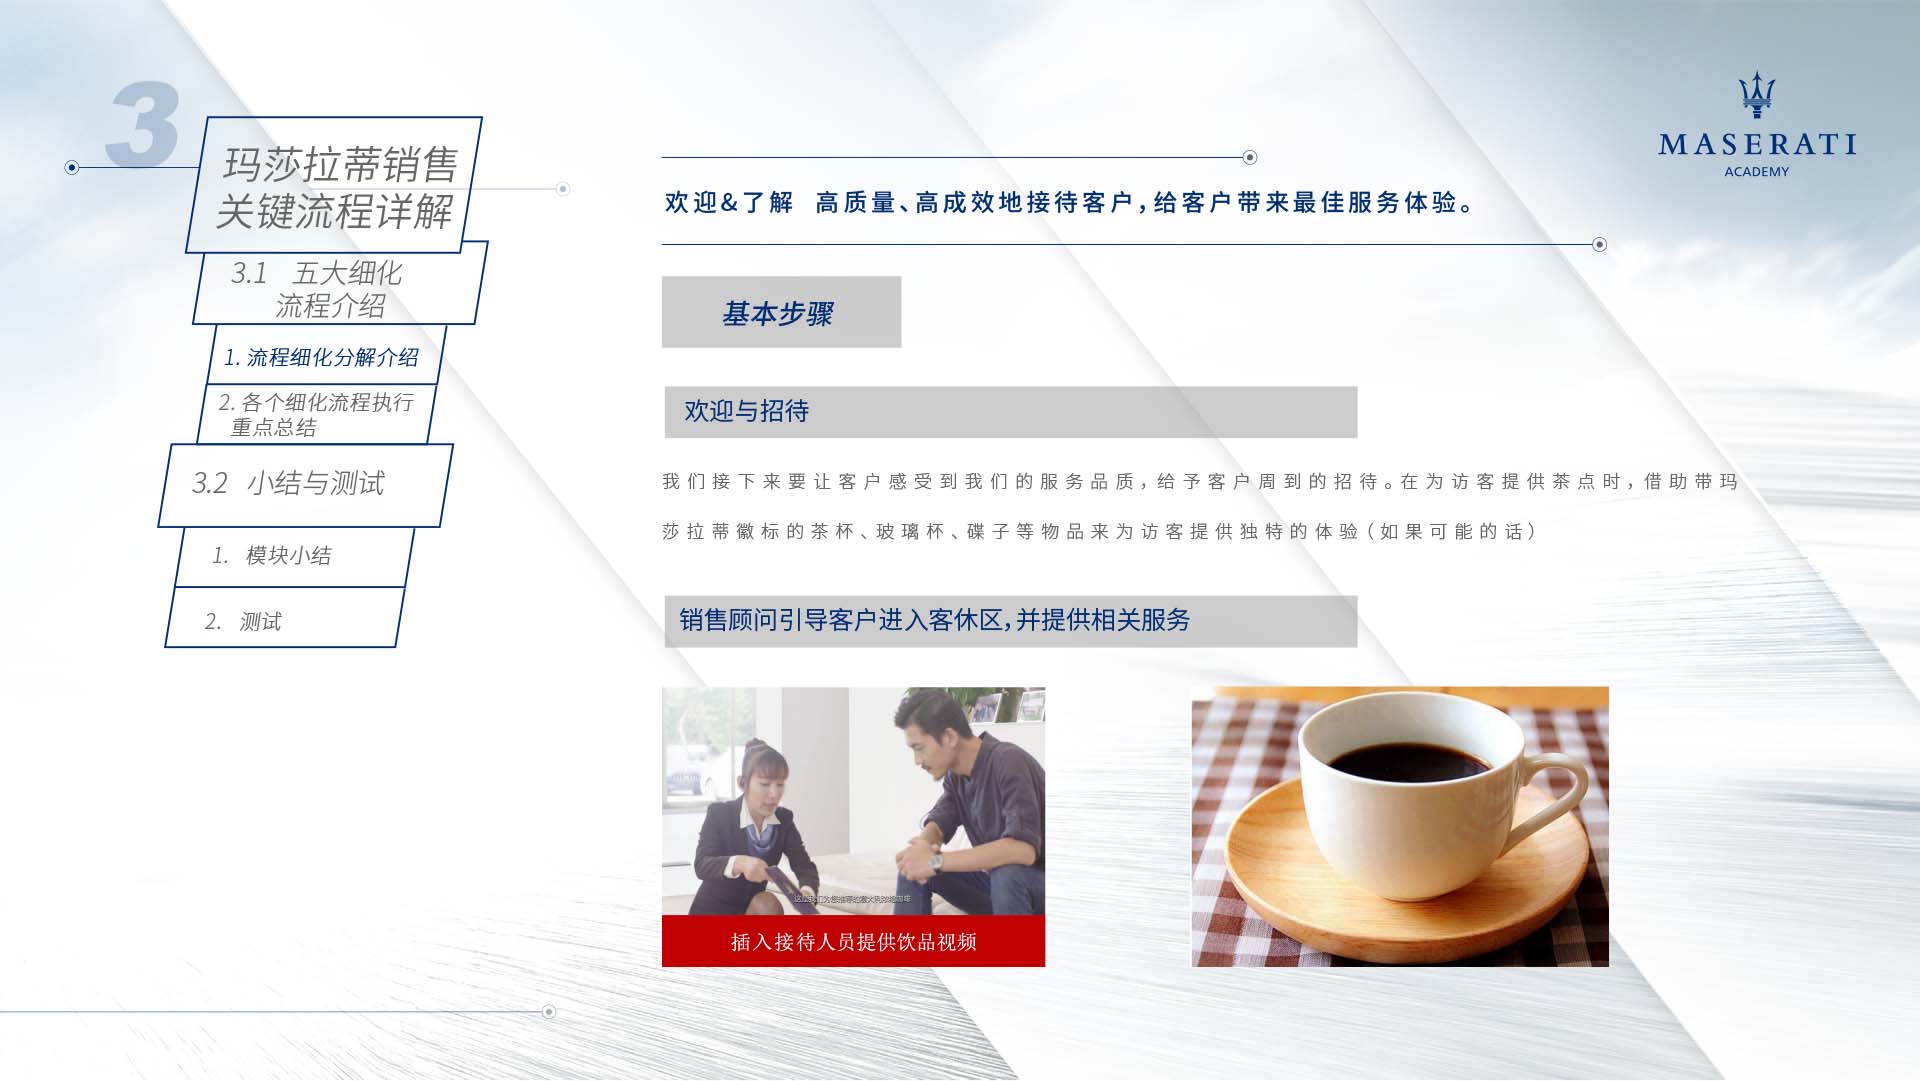 3
玛莎拉蒂销售
关键流程详解
3.1 五大细化
流程介绍
1. 流程细化分解介绍
2. 各个细化流程执行
重点总结
3.2 小结与测试
1. 模块小结
2. 测试
MASERATI
ACADEMY
欢迎&了解 高质量、高成效地接待客户,给客户带来最佳服务体验。
基本步骤
欢迎与招待
我们接下来要让客户感受到我们的服务品质,给予客户周到的招待。在为访客提供茶点时,借助带玛
莎拉蒂徽标的茶杯、玻璃杯、碟子等物品来为访客提供独特的体验(如果可能的话)
销售顾问引导客户进入客休区,并提供相关服务
插入接待人员提供饮品视频